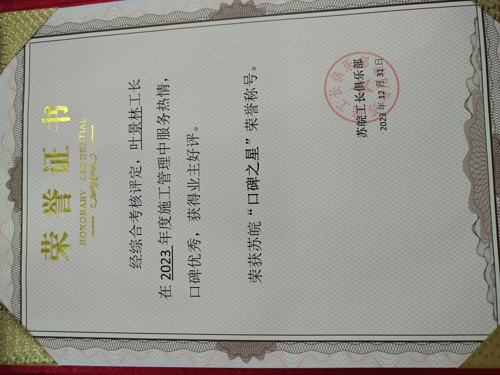 荣誉证书
HONORARY CREDENTIAL
经综合考核评定，叶景林工长
在 2023 年度施工管理中服务热情，
口碑优秀，获得业主好评。
荣获苏皖“口碑之星”荣誉称号。
苏皖工长俱乐部
2023 年 12 月 31 日